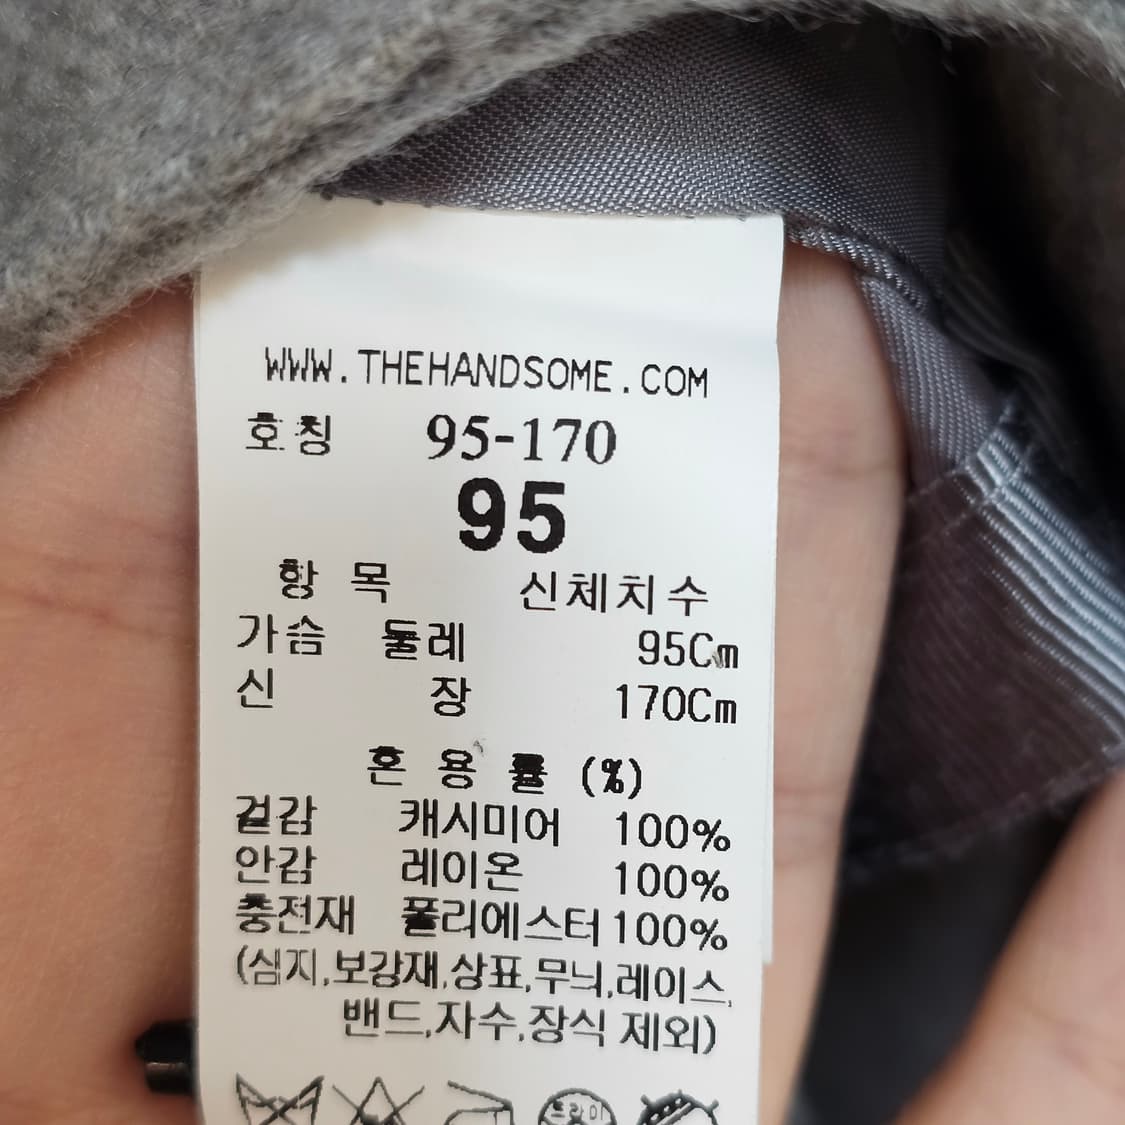 WWW.THEHANDSOME.COM
호칭 95-170
95
항 목 신체치수
가슴 둘레 95Cm
신 장 170Cm
혼 용 률 (%)
겉감 캐시미어 100%
안감 레이온 100%
충전재 폴리에스터 100%
(심지,보강재,상표,무늬,레이스,
밴드,자수,장식 제외)
드라이